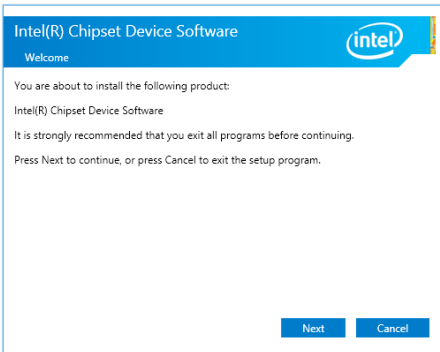 Intel(R) Chipset Device Software
intel
Welcome
You are about to install the following product:
Intel(R) Chipset Device Software
It is strongly recommended that you exit all programs before continuing.
Press Next to continue, or press Cancel to exit the setup program.
Next Cancel